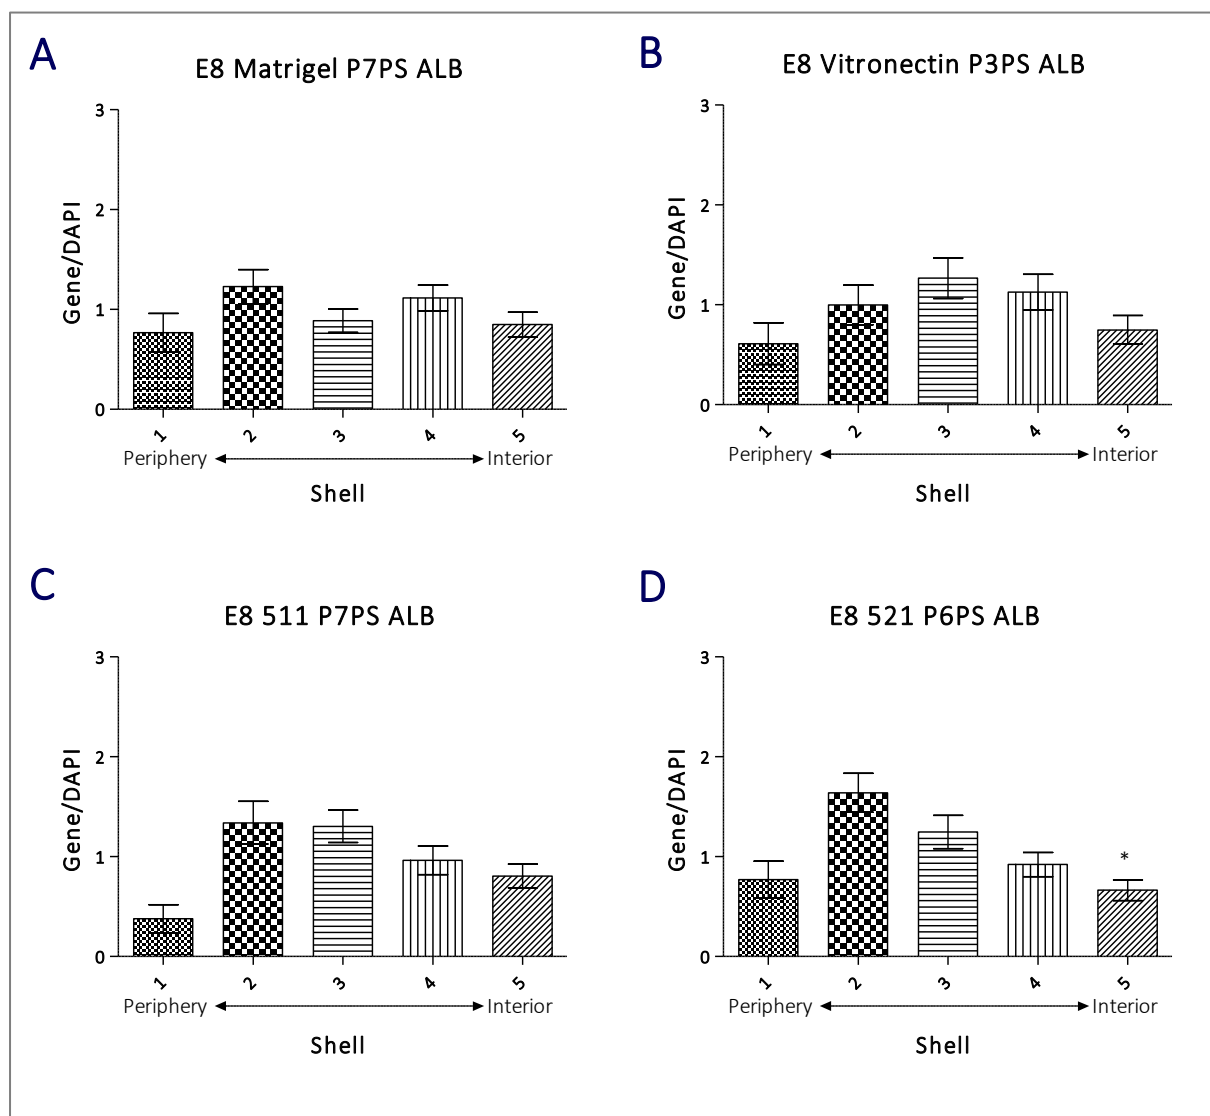 A
E8 Matrigel P7PS ALB
Gene/DAPI
3
2
1
0
1 2 3 4 5
Periphery Interior
Shell
B
E8 Vitronectin P3PS ALB
Gene/DAPI
3
2
1
0
1 2 3 4 5
Periphery Interior
Shell
C
E8 511 P7PS ALB
Gene/DAPI
3
2
1
0
1 2 3 4 5
Periphery Interior
Shell
D
E8 521 P6PS ALB
Gene/DAPI
3
2
1
0
*
1 2 3 4 5
Periphery Interior
Shell